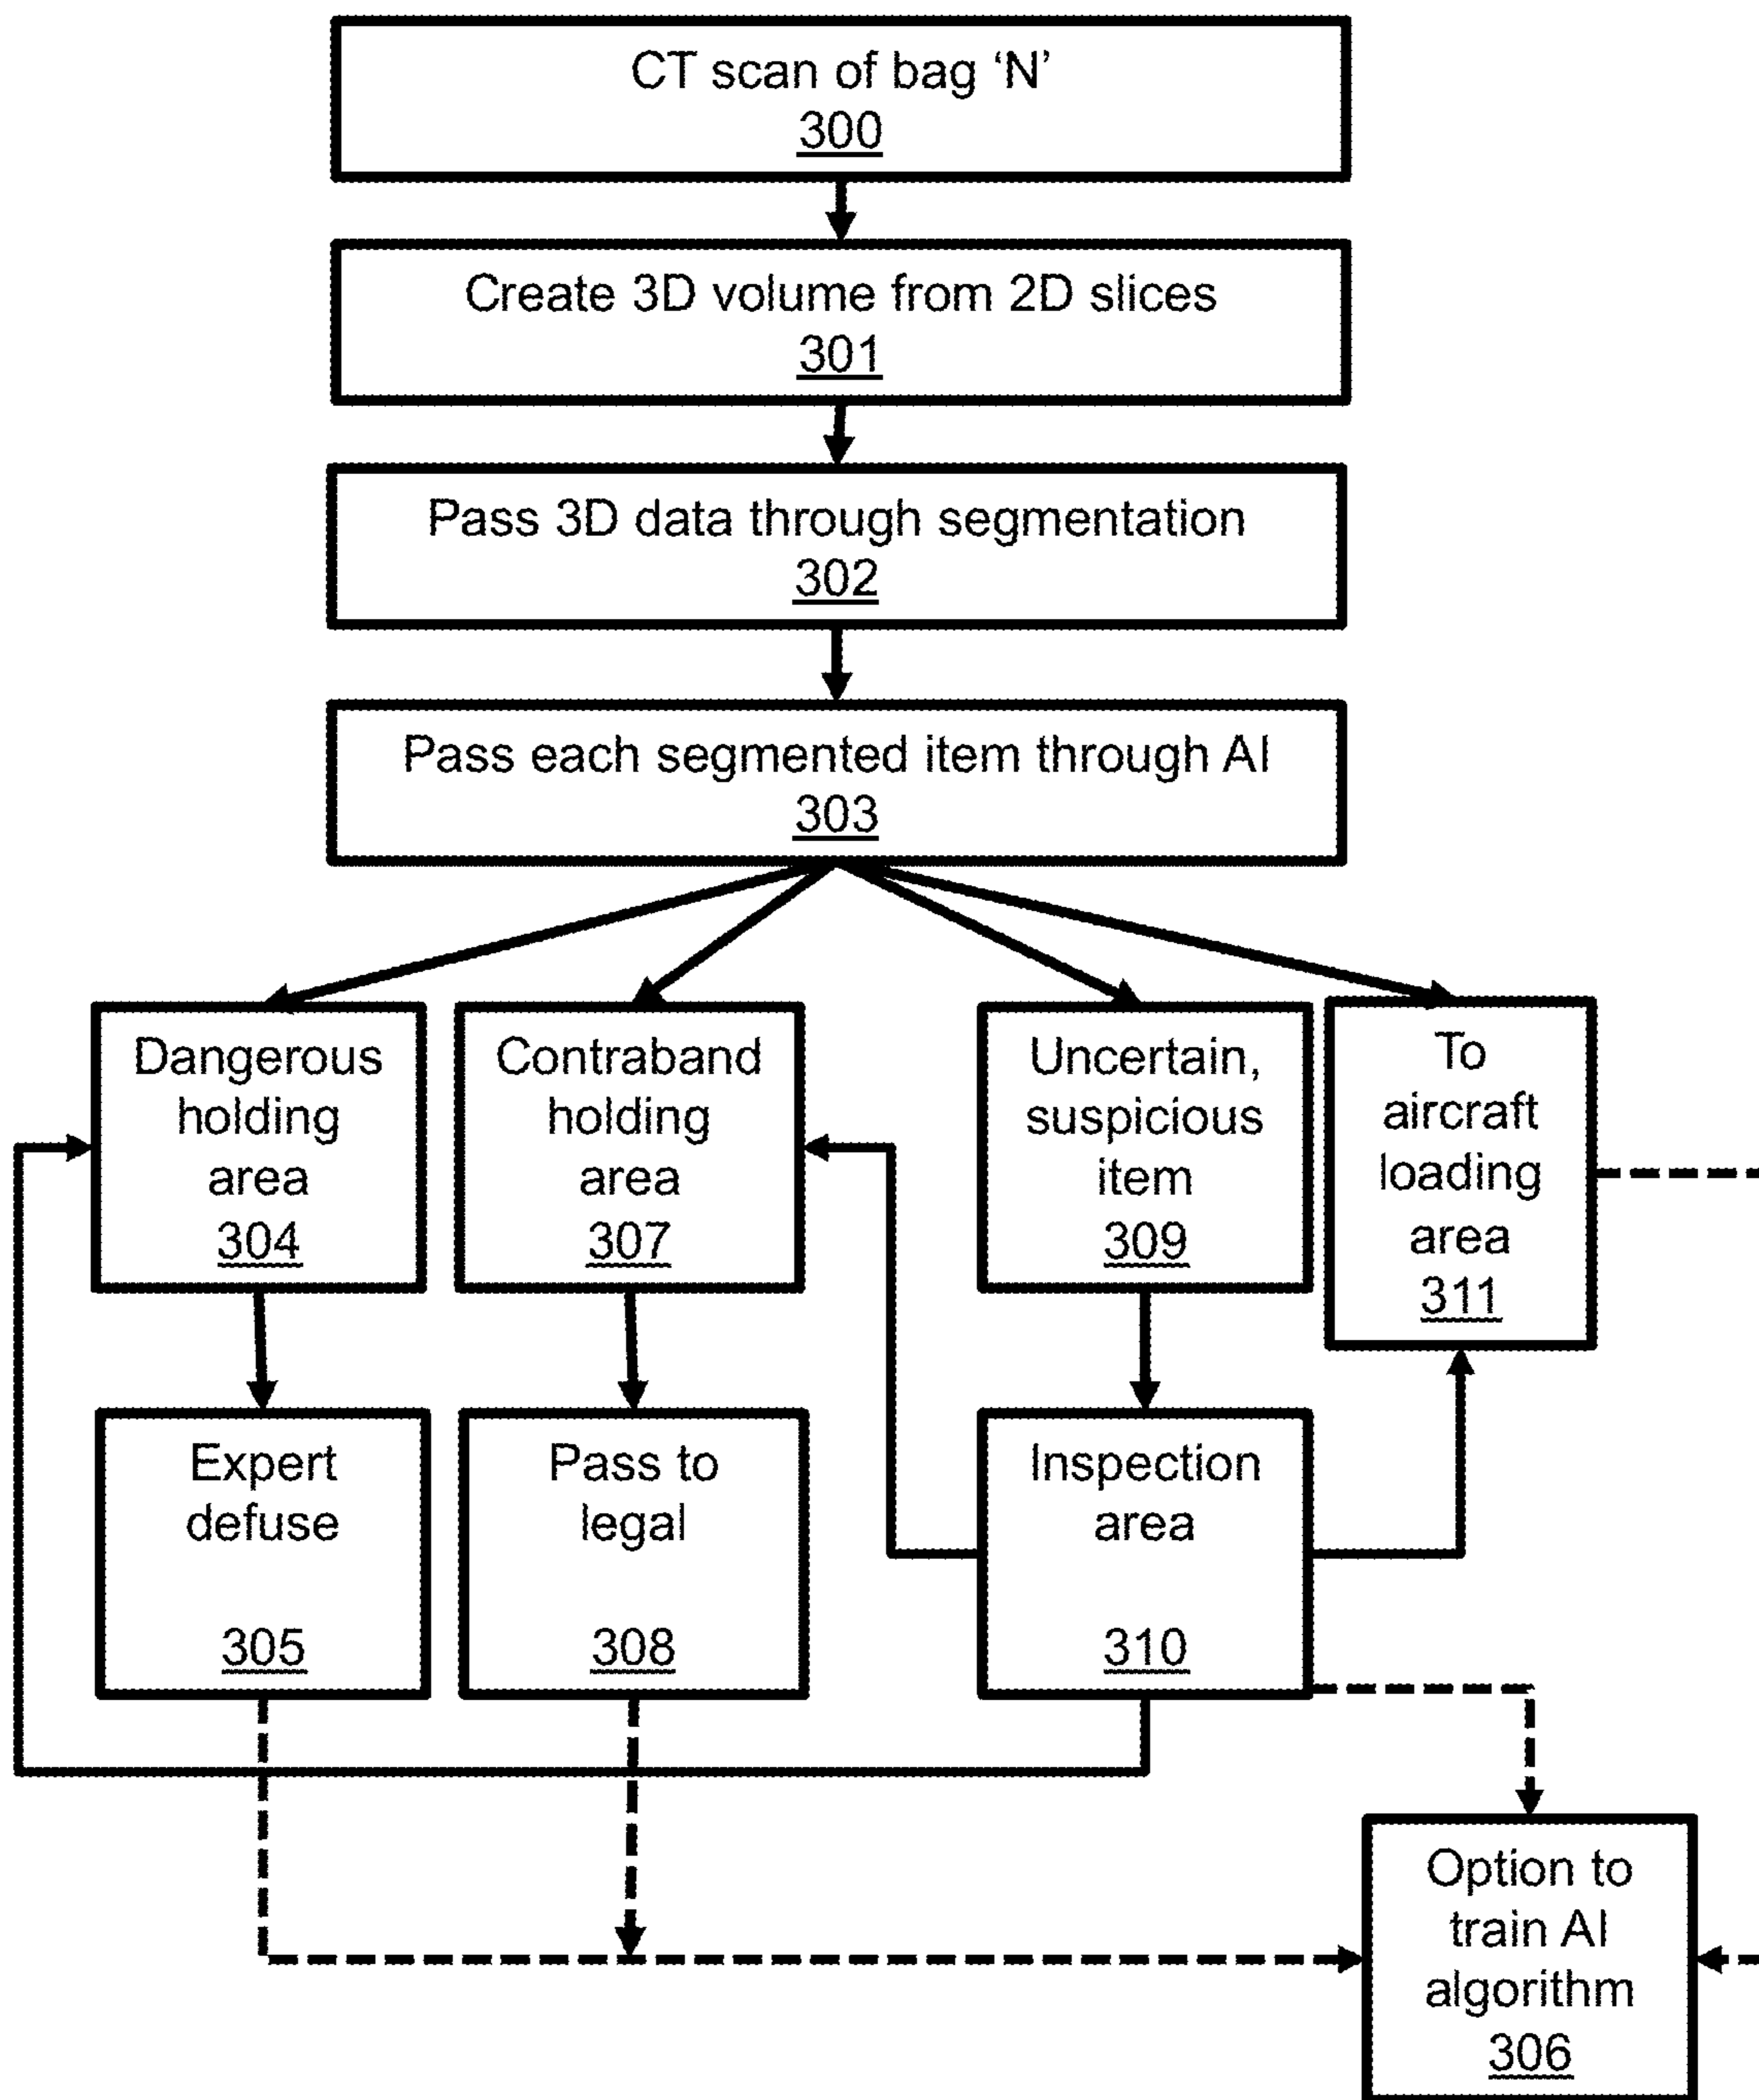 CT scan of bag ‘N’
300
Create 3D volume from 2D slices
301
Pass 3D data through segmentation
302
Pass each segmented item through AI
303
Dangerous
holding
area
304
Contraband
holding
area
307
Uncertain,
suspicious
item
309
To
aircraft
loading
area
311
Expert
defuse
305
Pass to
legal
308
Inspection
area
310
Option to
train AI
algorithm
306